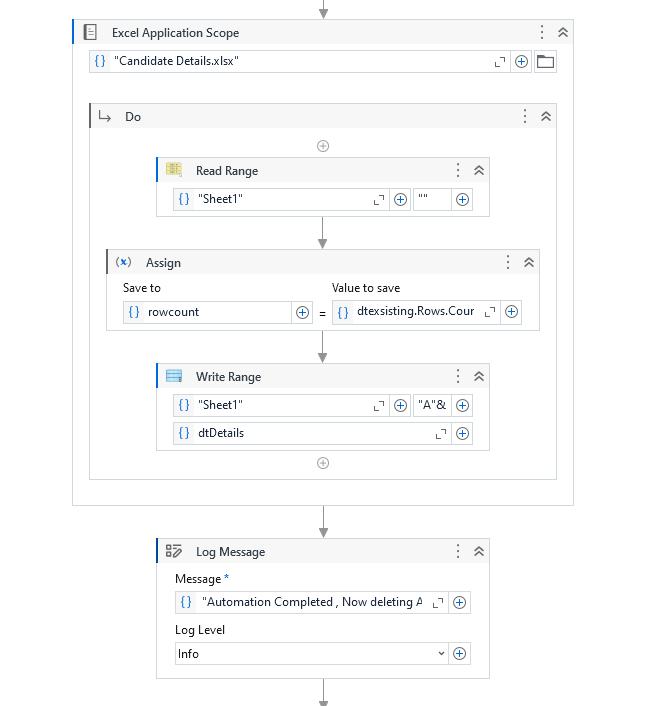 Excel Application Scope
"Candidate Details.xlsx"
Do
Read Range
"Sheet1" ""
Assign
Save to Value to save
rowcount = dtexsisting.Rows.Cour
Write Range
"Sheet1" "A"&
dtDetails
Log Message
Message *
"Automation Completed , Now deleting A
Log Level
Info